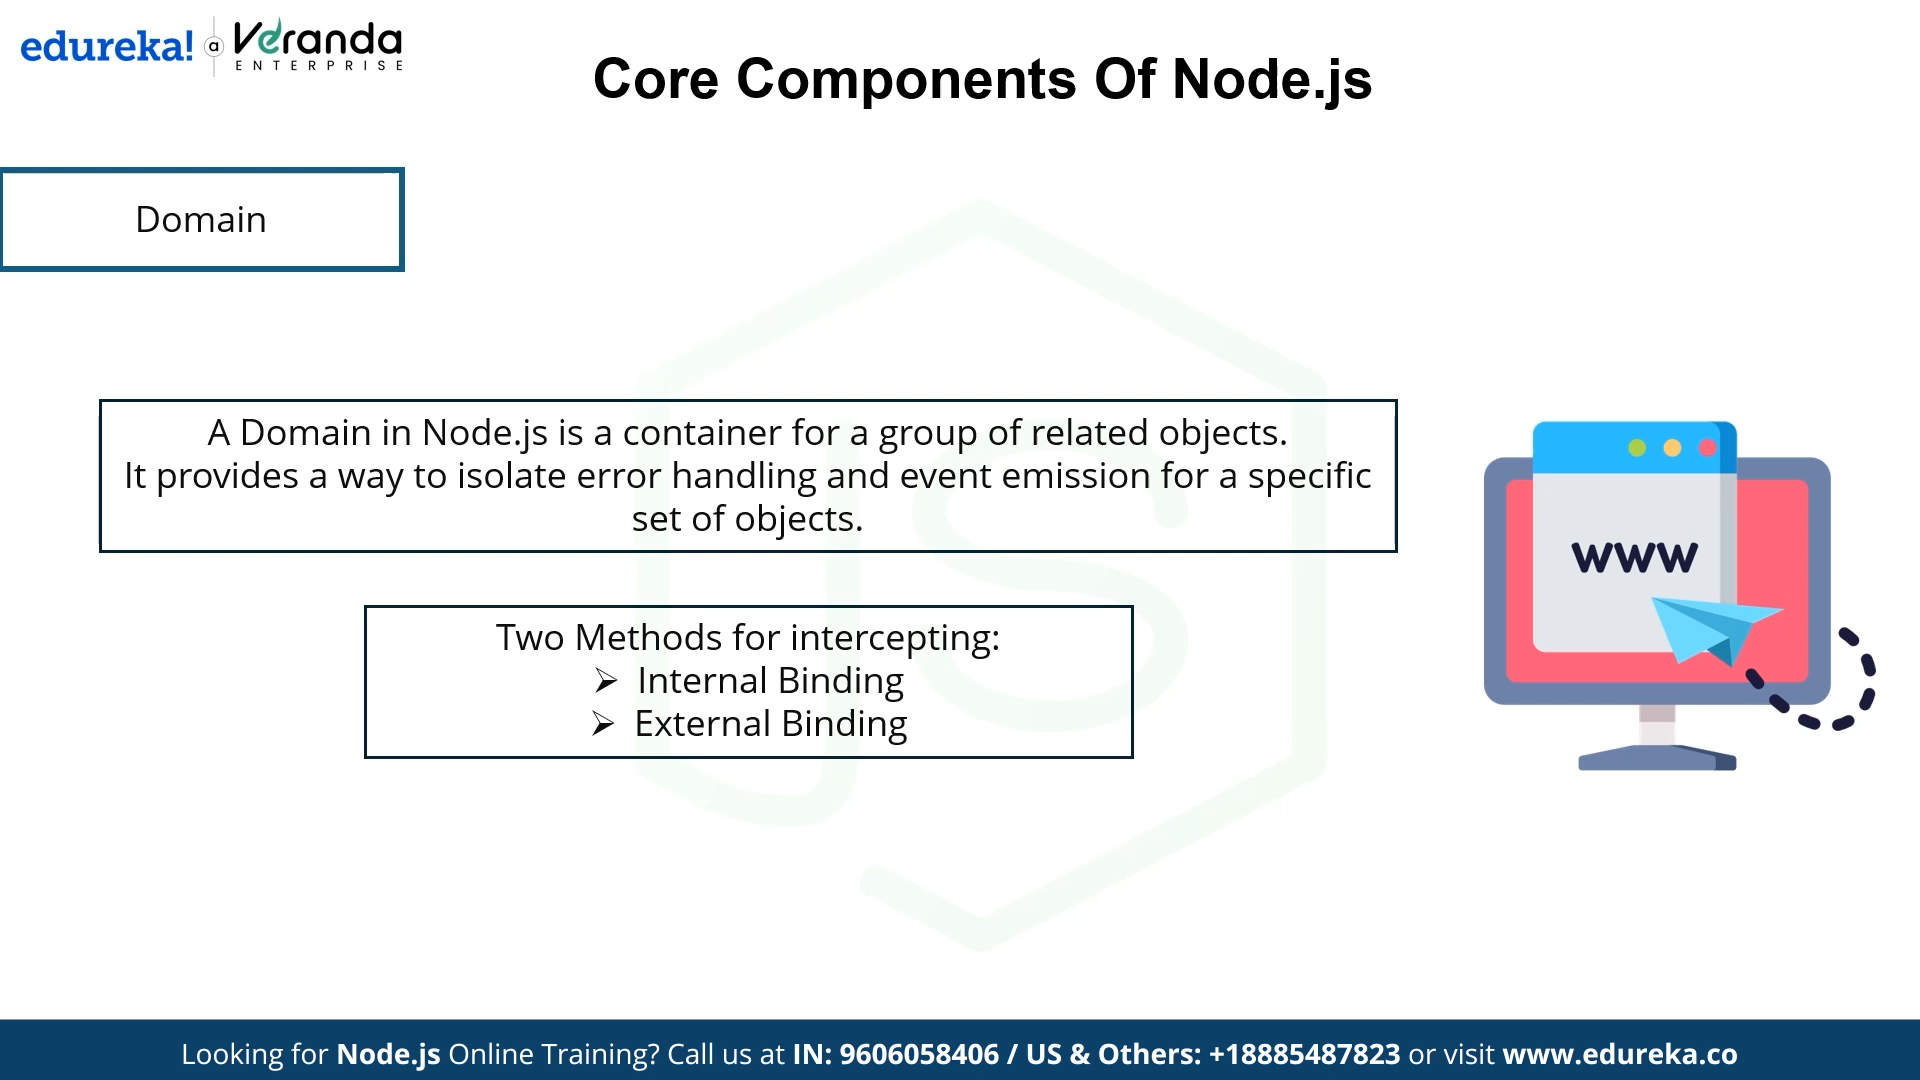 edureka! a Veranda
ENTERPRISE
Core Components Of Node.js
Domain
A Domain in Node.js is a container for a group of related objects.
It provides a way to isolate error handling and event emission for a specific
set of objects.
Two Methods for intercepting:
➢ Internal Binding
➢ External Binding
www
JS
Looking for Node.js Online Training? Call us at IN: 9606058406 / US & Others: +18885487823 or visit www.edureka.co